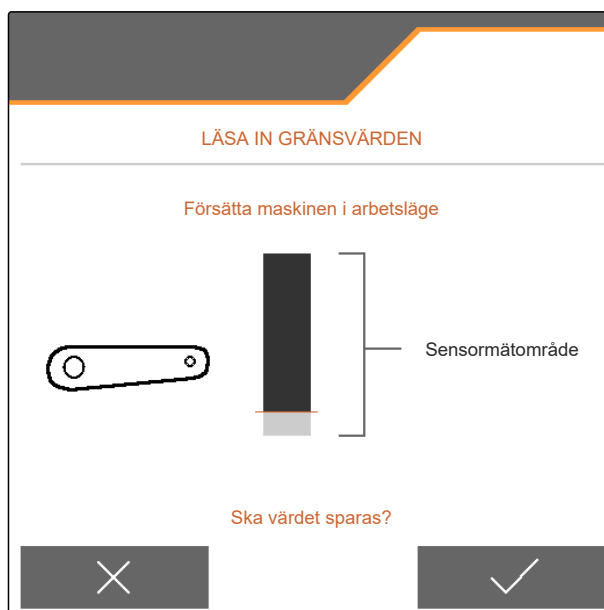 LÄSA IN GRÄNSVÄRDEN
Försätta maskinen i arbetsläge
Sensormätområde
Ska värdet sparas?